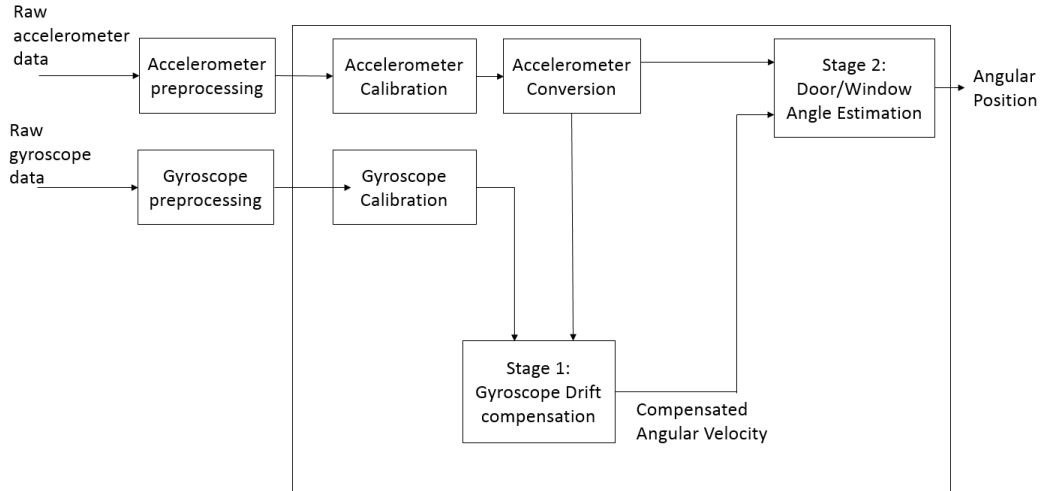 Raw
accelerometer
data
Accelerometer
preprocessing
Accelerometer
Calibration
Accelerometer
Conversion
Stage 2:
Door/Window
Angle Estimation
Angular
Position
Raw
gyroscope
data
Gyroscope
preprocessing
Gyroscope
Calibration
Stage 1:
Gyroscope Drift
compensation
Compensated
Angular Velocity